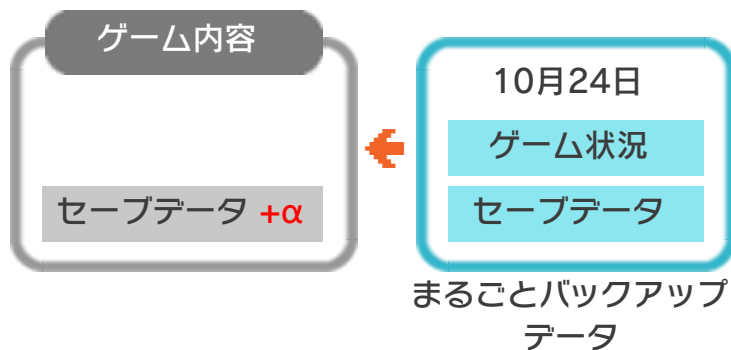 ゲーム内容
セーブデータ +α
10月24日
ゲーム状況
セーブデータ
まるごとバックアップ
データ